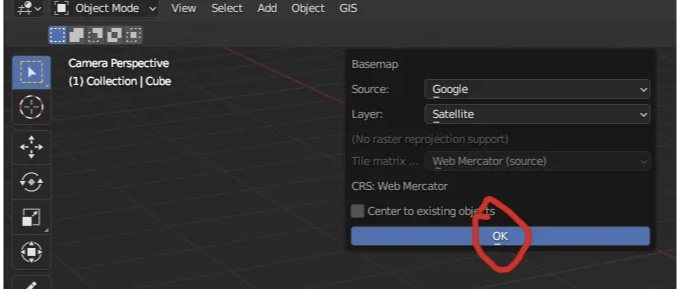 Object Mode View Select Add Object GIS
Camera Perspective
(1) Collection | Cube
Basemap
Source: Google
Layer: Satellite
(No raster reprojection support)
Tile matrix ... Web Mercator (source)
CRS: Web Mercator
Center to existing objects
OK